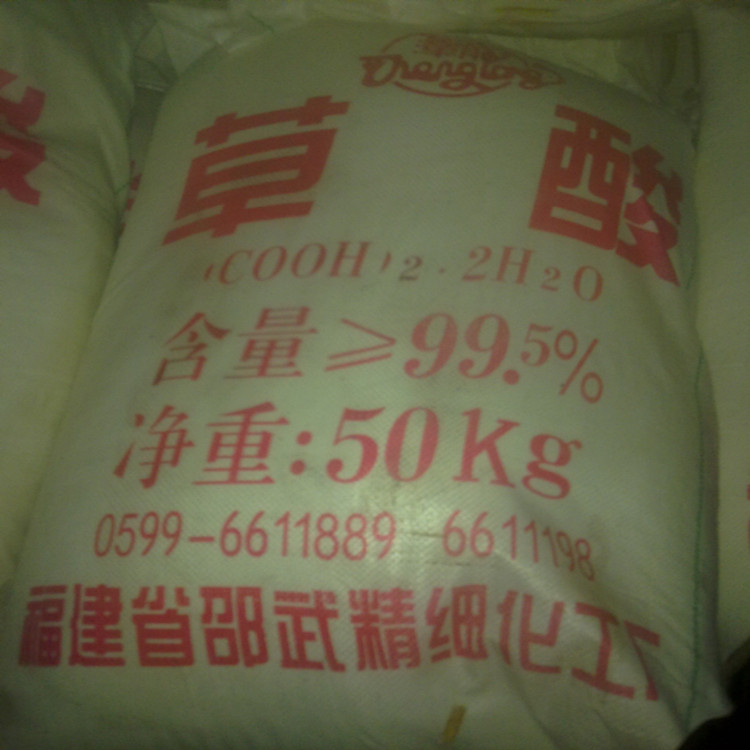 草 酸
(COOH)₂·2H₂O
含量≥99.5%
净重:50Kg
0599-6611889 6611198
福建省邵武精细化工厂